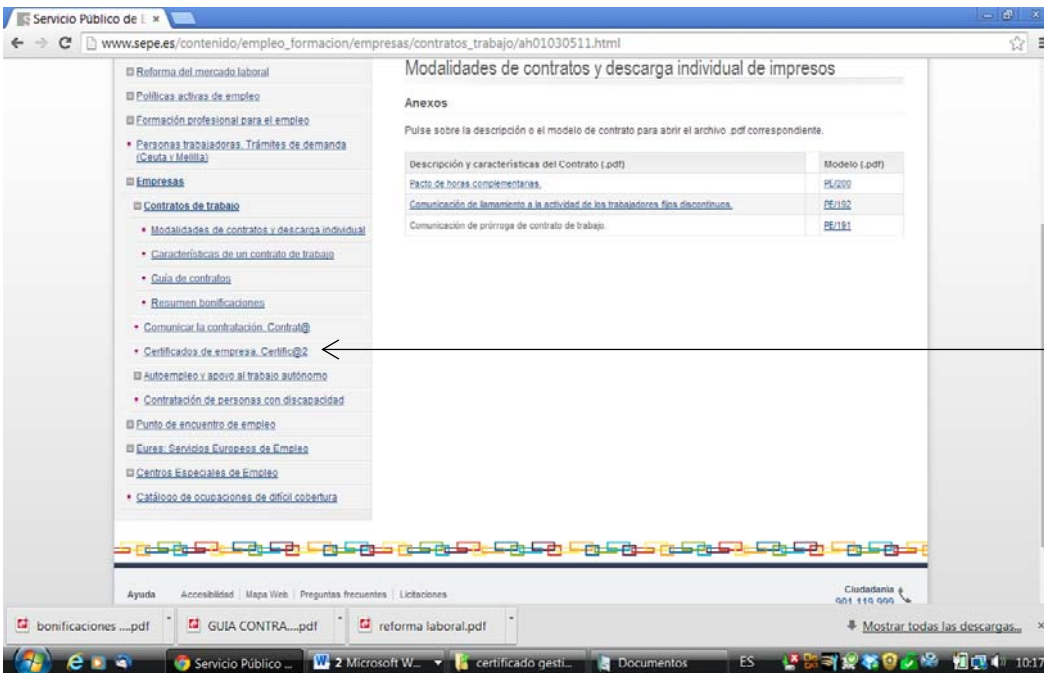 Servicio Público de E
www.sepe.es/contenido/empleo_formacion/empresas/contratos_trabajo/ah01030511.html
Reforma del mercado laboral
Políticas activas de empleo
Formación profesional para el empleo
Personas trabajadoras. Trámites de demanda
(Ceuta y Melilla)
Empresas
Contratos de trabajo
Modalidades de contratos y descarga individual
Características de un contrato de trabajo
Guía de contratos
Resumen bonificaciones
Comunicar la contratación. Contrat@
Certificados de empresa. Certific@2
Autoempleo y apoyo al trabajo autónomo
Contratación de personas con discapacidad
Punto de encuentro de empleo
Eures: Servicios Europeos de Empleo
Centros Especiales de Empleo
Catálogo de ocupaciones de difícil cobertura
Modalidades de contratos y descarga individual de impresos
Anexos
Pulse sobre la descripción o el modelo de contrato para abrir el archivo .pdf correspondiente.
Descripción y características del Contrato (.pdf) Modelo (.pdf)
Pacto de horas complementarias. PE/200
Comunicación de llamamiento a la actividad de los trabajadores fijos discontinuos. PE/192
Comunicación de prórroga de contrato de trabajo. PE/191
Ayuda Accesibilidad | Mapa Web | Preguntas frecuentes | Licitaciones
Ciudadanía
901 119 999
bonificaciones ....pdf GUIA CONTRA....pdf reforma laboral.pdf Mostrar todas las descargas...
Servicio Público ... 2 Microsoft W... certificado gesti... Documentos ES 10:17